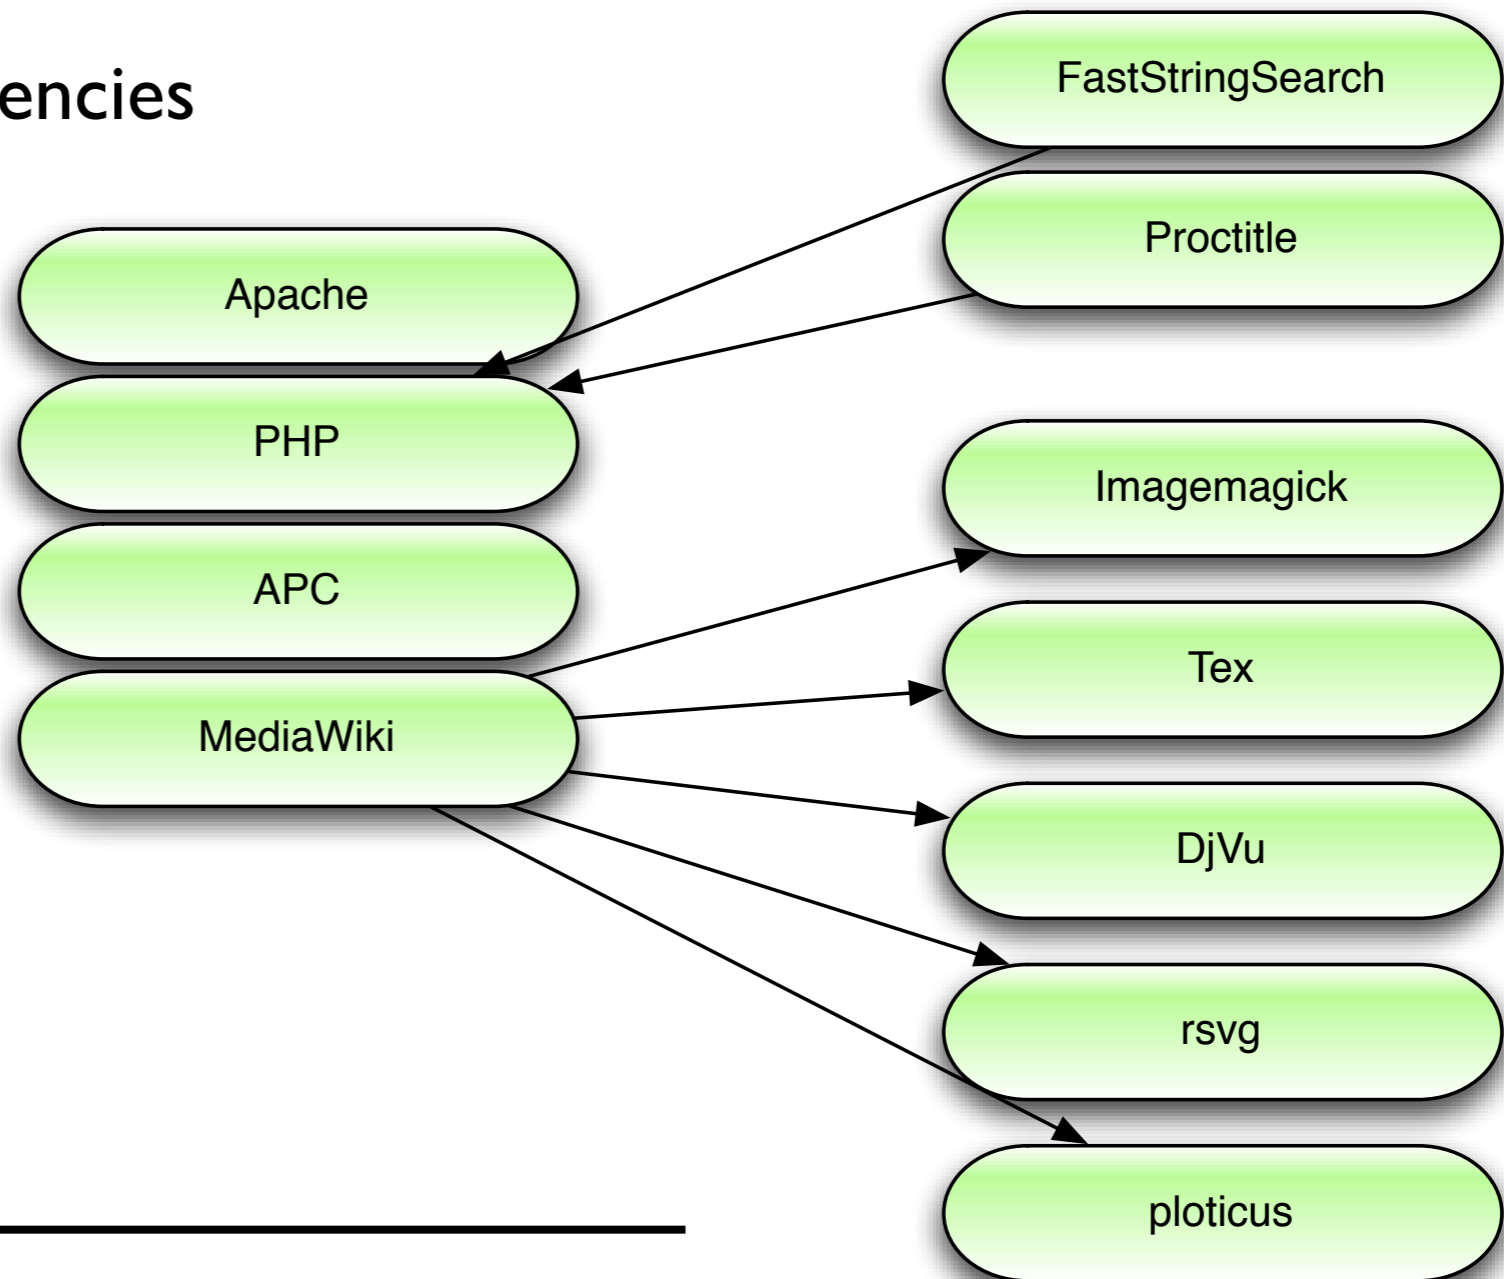 encies
FastStringSearch
Proctitle
Apache
PHP
APC
MediaWiki
Imagemagick
Tex
DjVu
rsvg
ploticus